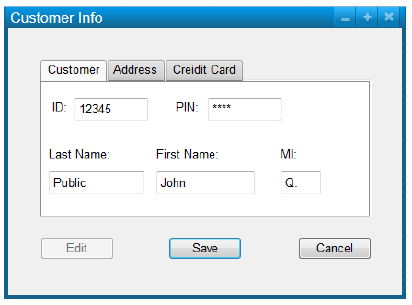 Customer Info
Customer Address Creidit Card
ID: 12345 PIN: ****
Last Name: First Name: MI:
Public John Q.
Edit Save Cancel